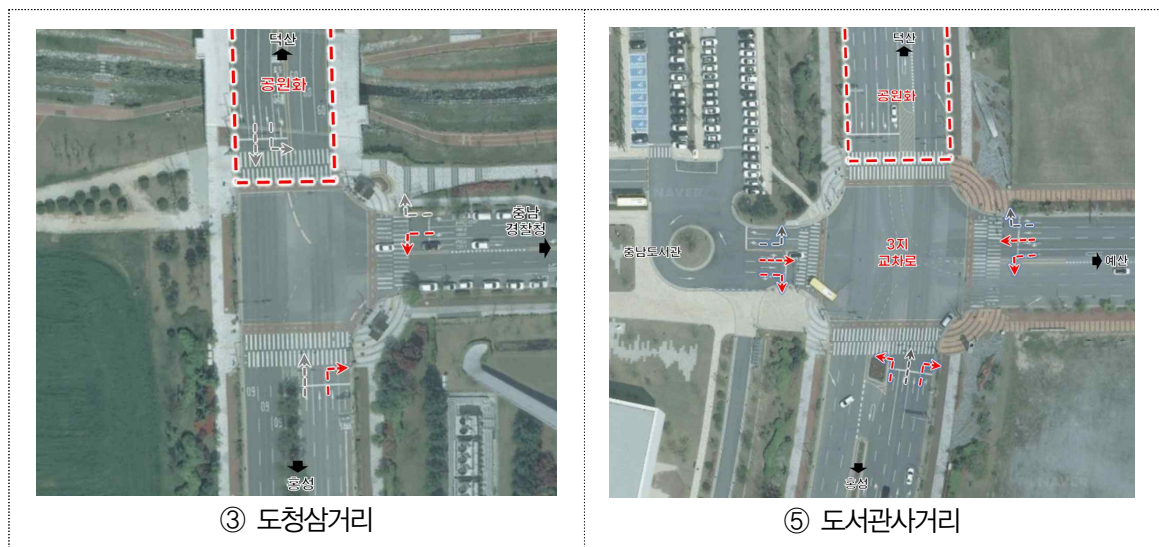 덕산
공원화
충남
경찰청
홍성
③ 도청삼거리
덕산
공원화
충남도서관
3지
교차로
예산
홍성
⑤ 도서관사거리